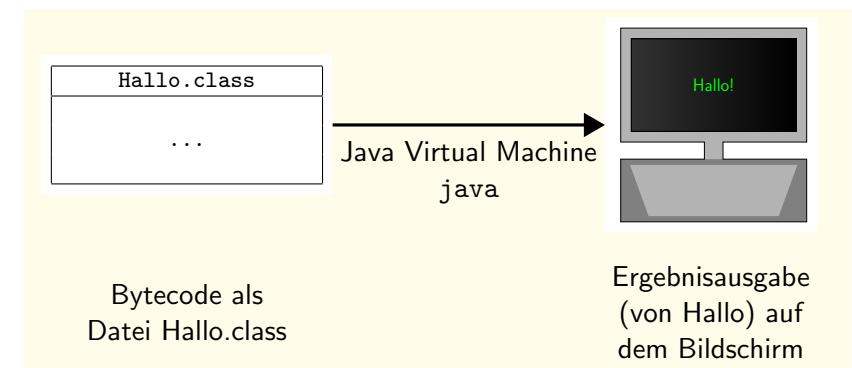 Hallo.class
...
Java Virtual Machine
java
Hallo!
Bytecode als
Datei Hallo.class
Ergebnisausgabe
(von Hallo) auf
dem Bildschirm